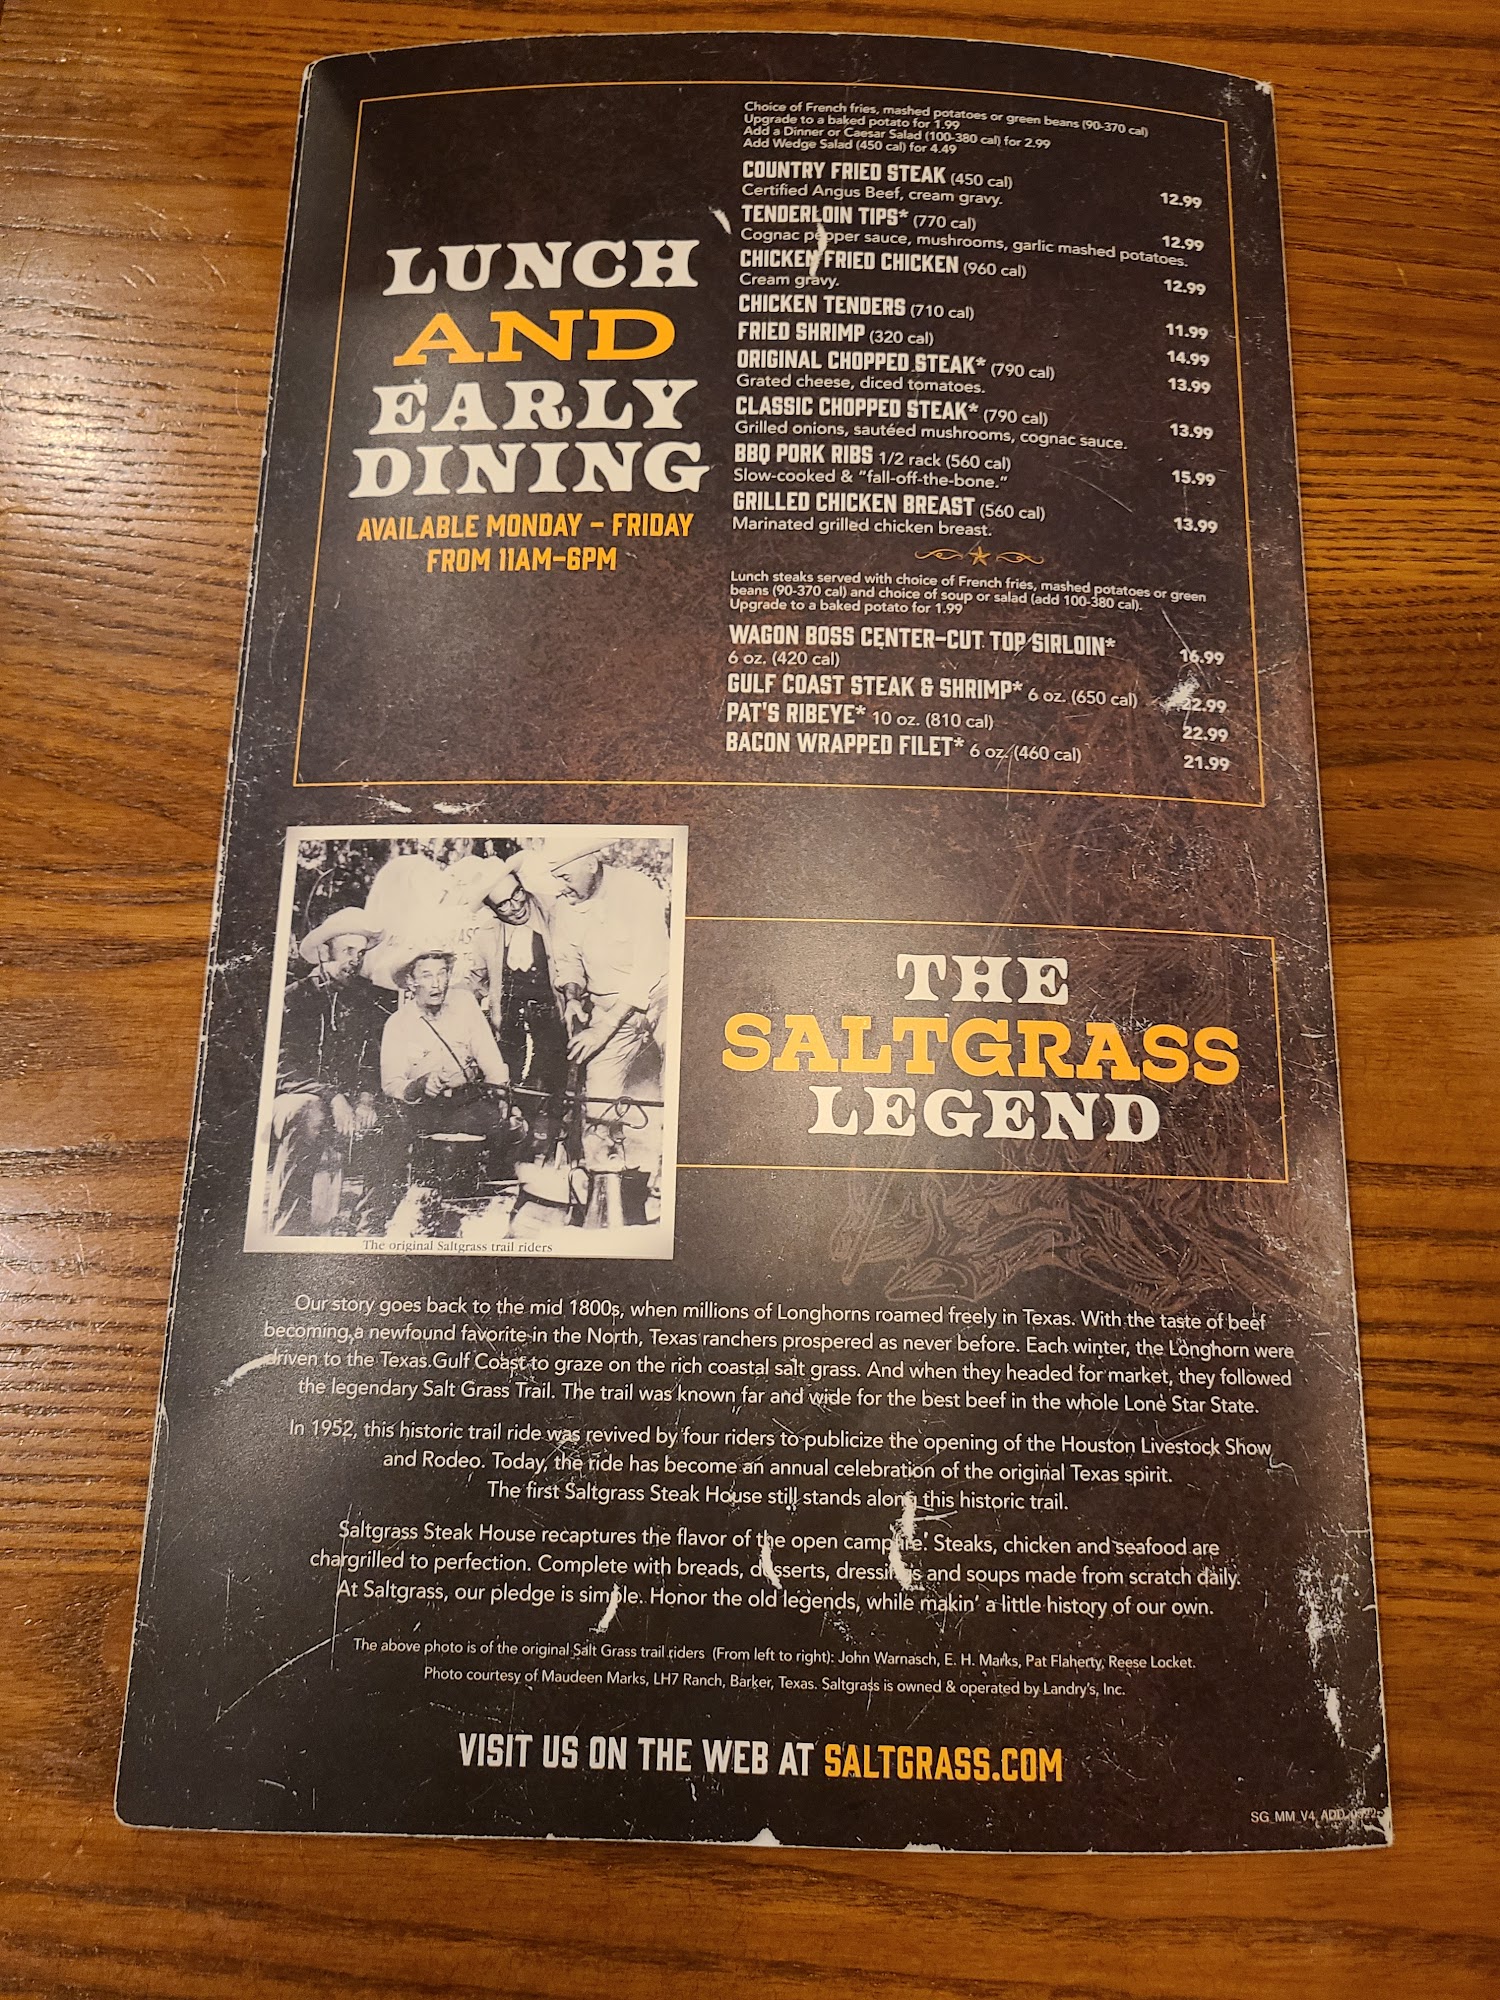 LUNCH
AND
EARLY
DINING
AVAILABLE MONDAY – FRIDAY
FROM 11AM–6PM
Choice of French fries, mashed potatoes or green beans (90-370 cal)
Upgrade to a baked potato for 1.99
Add a Dinner or Caesar Salad (100-380 cal) for 2.99
Add Wedge Salad (450 cal) for 4.49
COUNTRY FRIED STEAK (450 cal) 12.99
Certified Angus Beef, cream gravy.
TENDERLOIN TIPS* (770 cal) 12.99
Cognac pepper sauce, mushrooms, garlic mashed potatoes.
CHICKEN FRIED CHICKEN (960 cal) 12.99
Cream gravy.
CHICKEN TENDERS (710 cal) 11.99
FRIED SHRIMP (320 cal) 14.99
ORIGINAL CHOPPED STEAK* (790 cal) 13.99
Grated cheese, diced tomatoes.
CLASSIC CHOPPED STEAK* (790 cal) 13.99
Grilled onions, sautéed mushrooms, cognac sauce.
BBQ PORK RIBS 1/2 rack (560 cal) 15.99
Slow-cooked & "fall-off-the-bone."
GRILLED CHICKEN BREAST (560 cal) 13.99
Marinated grilled chicken breast.
Lunch steaks served with choice of French fries, mashed potatoes or green
beans (90-370 cal) and choice of soup or salad (add 100-380 cal).
Upgrade to a baked potato for 1.99
WAGON BOSS CENTER-CUT TOP SIRLOIN* 16.99
6 oz. (420 cal)
GULF COAST STEAK & SHRIMP* 6 oz. (650 cal) 22.99
PAT'S RIBEYE* 10 oz. (810 cal) 22.99
BACON WRAPPED FILET* 6 oz. (460 cal) 21.99
The original Saltgrass trail riders
THE
SALTGRASS
LEGEND
Our story goes back to the mid 1800s, when millions of Longhorns roamed freely in Texas. With the taste of beef
becoming a newfound favorite in the North, Texas ranchers prospered as never before. Each winter, the Longhorn were
driven to the Texas Gulf Coast to graze on the rich coastal salt grass. And when they headed for market, they followed
the legendary Salt Grass Trail. The trail was known far and wide for the best beef in the whole Lone Star State.
In 1952, this historic trail ride was revived by four riders to publicize the opening of the Houston Livestock Show
and Rodeo. Today, the ride has become an annual celebration of the original Texas spirit.
The first Saltgrass Steak House still stands along this historic trail.
Saltgrass Steak House recaptures the flavor of the open campfire. Steaks, chicken and seafood are
chargrilled to perfection. Complete with breads, desserts, dressings and soups made from scratch daily.
At Saltgrass, our pledge is simple. Honor the old legends, while makin' a little history of our own.
The above photo is of the original Salt Grass trail riders (From left to right): John Warnasch, E. H. Marks, Pat Flaherty, Reese Locket.
Photo courtesy of Maudeen Marks, LH7 Ranch, Barker, Texas. Saltgrass is owned & operated by Landry's, Inc.
VISIT US ON THE WEB AT SALTGRASS.COM
SG_MM_V4_ADD